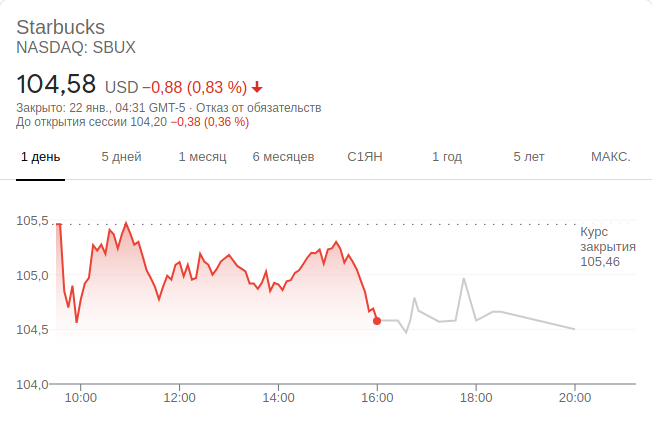 Starbucks
NASDAQ: SBUX
104,58 USD −0,88 (0,83 %)
Закрыто: 22 янв., 04:31 GMT-5 · Отказ от обязательств
До открытия сессии 104,20 −0,38 (0,36 %)
1 день 5 дней 1 месяц 6 месяцев С1ЯН 1 год 5 лет МАКС.
105,5
Курс
закрытия
105,46
105,0
104,5
104,0
10:00 12:00 14:00 16:00 18:00 20:00